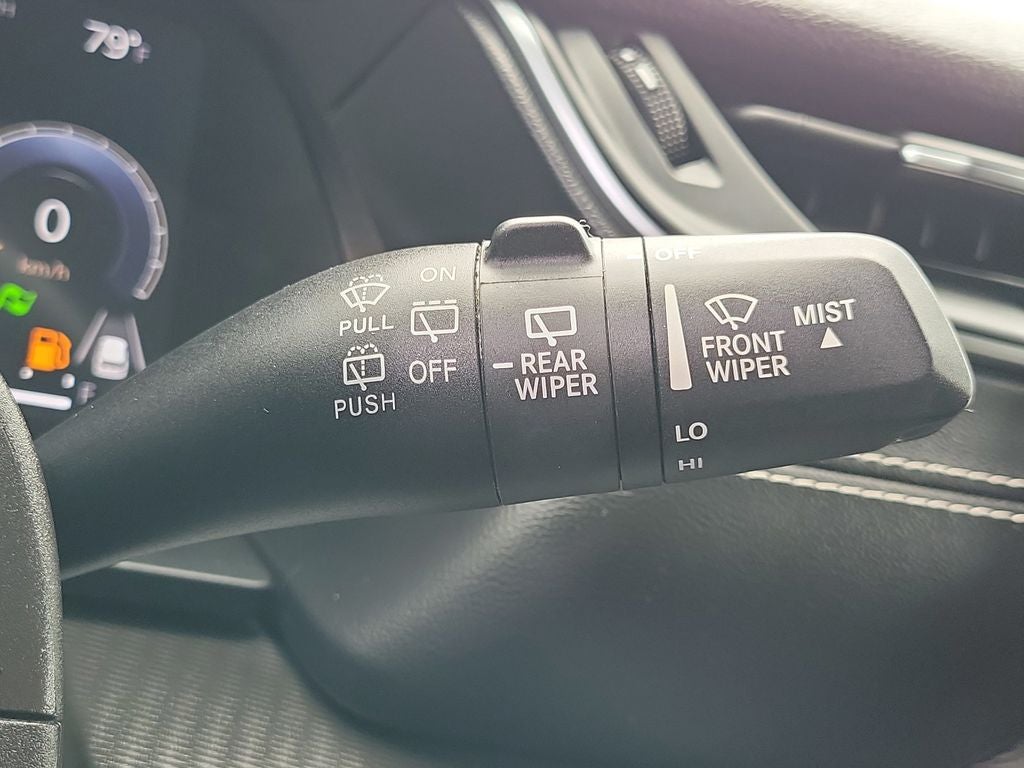 79°F
0
km/h
F
PULL
PUSH
ON
OFF
REAR
WIPER
OFF
FRONT
WIPER
MIST
LO
HI